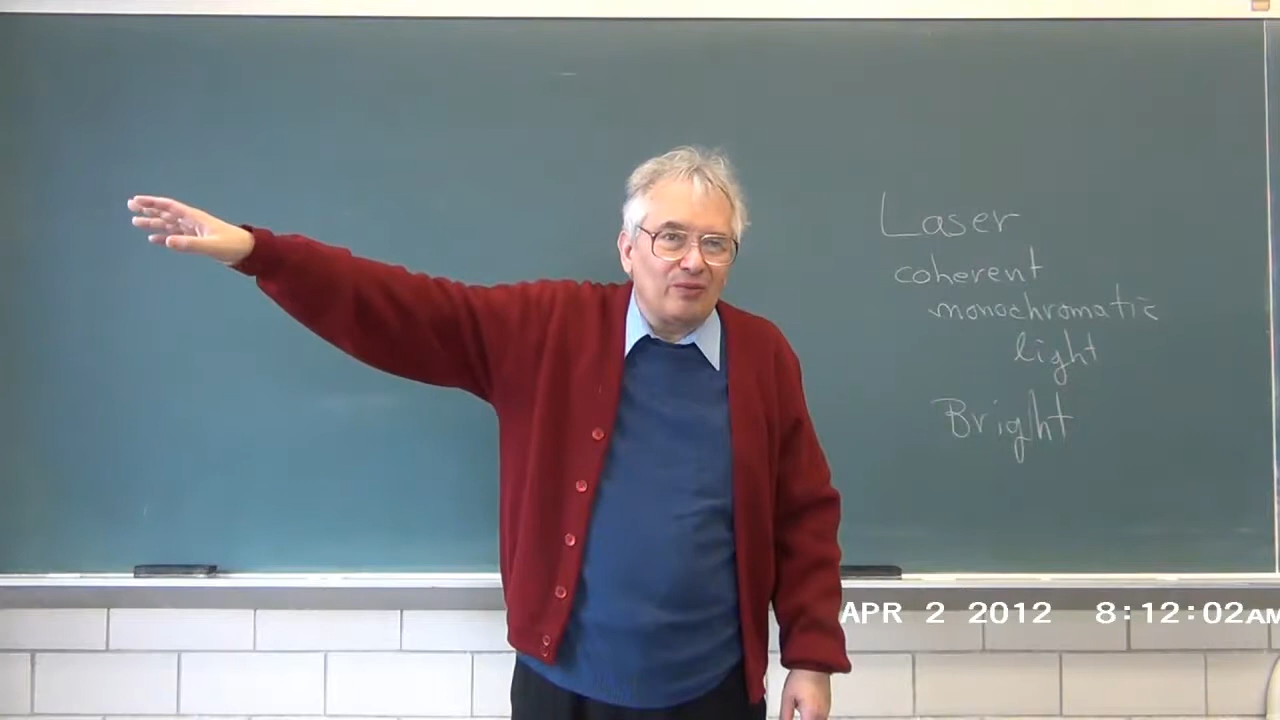 Laser
coherent
monochromatic
light
Bright
APR 2 2012 8:12:02AM